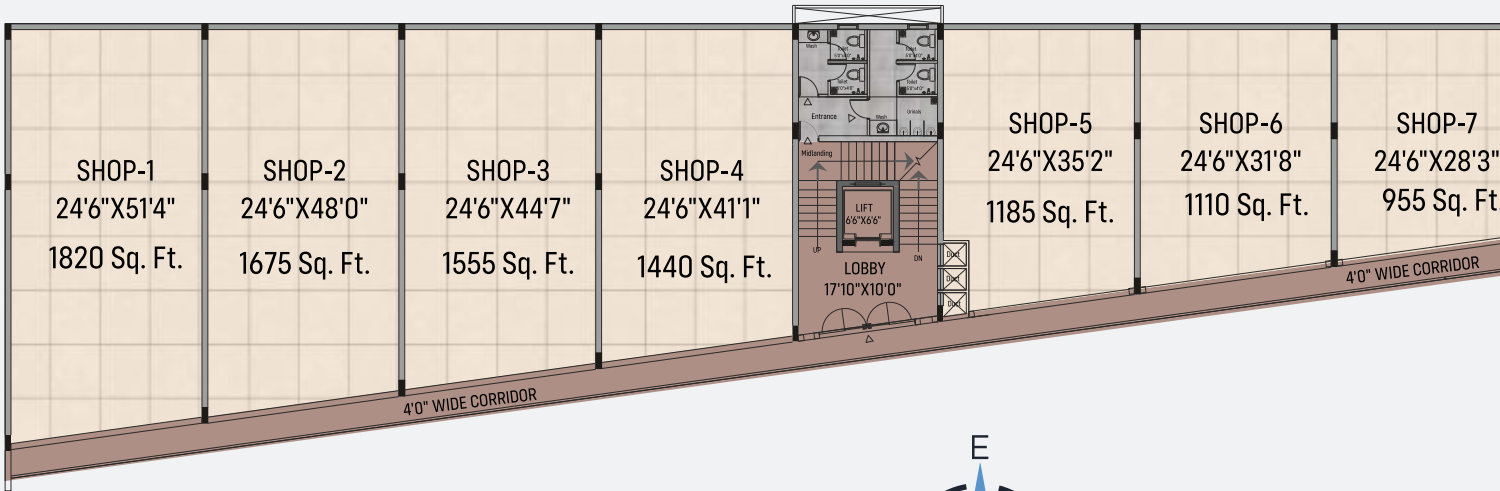 SHOP-1
24'6"X51'4"
1820 Sq. Ft.
SHOP-2
24'6"X48'0"
1675 Sq. Ft.
SHOP-3
24'6"X44'7"
1555 Sq. Ft.
SHOP-4
24'6"X41'1"
1440 Sq. Ft.
Wash
Toilet
Toilet
Toilet
Toilet
Entrance
Wash
Urinals
Midlanding
LIFT
6'6"X6'6"
UP
DN
LOBBY
17'10"X10'0"
Duct
Duct
Duct
SHOP-5
24'6"X35'2"
1185 Sq. Ft.
SHOP-6
24'6"X31'8"
1110 Sq. Ft.
SHOP-7
24'6"X28'3"
955 Sq. Ft.
4'0" WIDE CORRIDOR
4'0" WIDE CORRIDOR
E